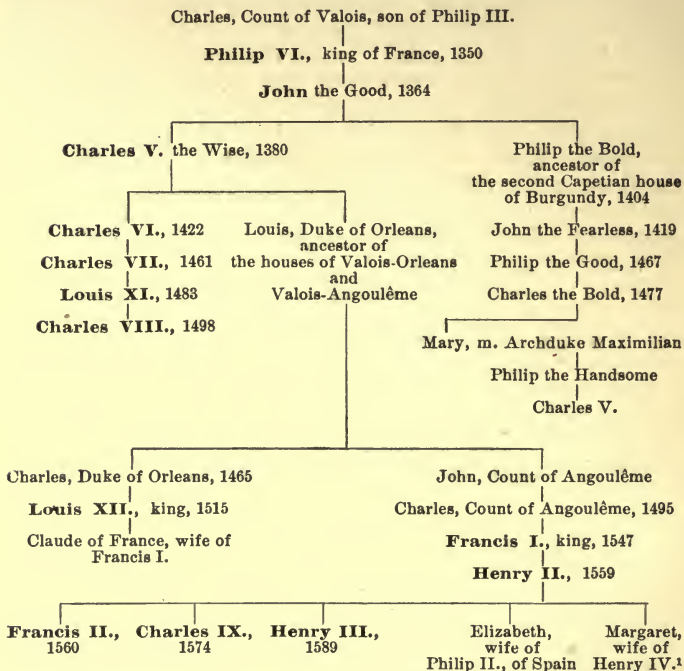 Charles, Count of Valois, son of Philip III.
Philip VI., king of France, 1350
John the Good, 1364
Charles V. the Wise, 1380
Philip the Bold,
ancestor of
the second Capetian house
of Burgundy, 1404
Charles VI., 1422
Charles VII., 1461
Louis XI., 1483
Charles VIII., 1498
Louis, Duke of Orleans,
ancestor of
the houses of Valois-Orleans
and
Valois-Angoulême
John the Fearless, 1419
Philip the Good, 1467
Charles the Bold, 1477
Mary, m. Archduke Maximilian
Philip the Handsome
Charles V.
Charles, Duke of Orleans, 1465
Louis XII., king, 1515
Claude of France, wife of
Francis I.
John, Count of Angoulême
Charles, Count of Angoulême, 1495
Francis I., king, 1547
Henry II., 1559
Francis II.,
1560
Charles IX.,
1574
Henry III.,
1589
Elizabeth,
wife of
Philip II., of Spain
Margaret,
wife of
Henry IV.¹